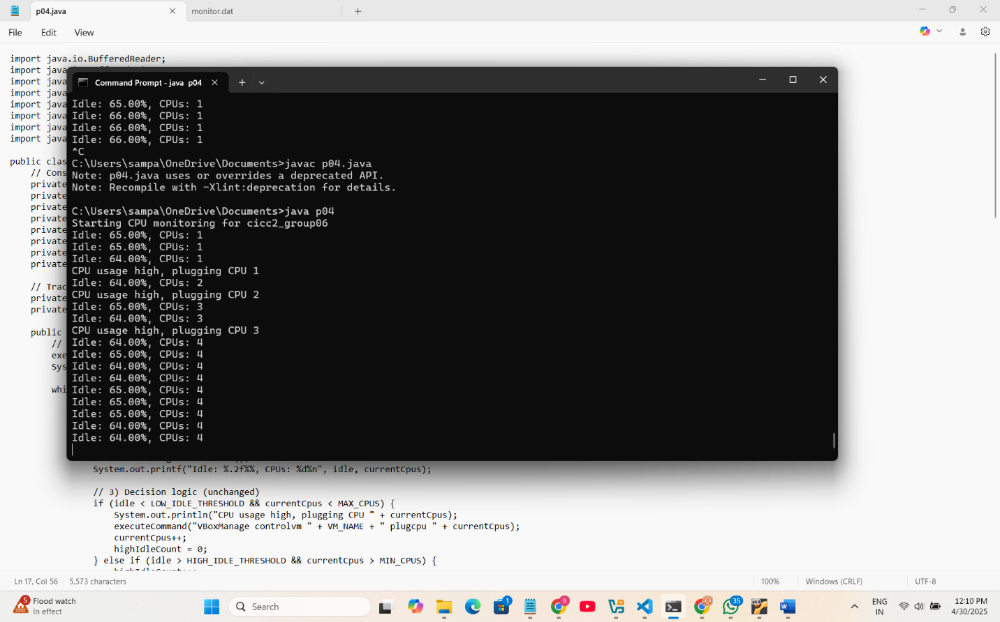 p04.java
monitor.dat
File Edit View
import java.io.BufferedReader;
import java
import java
import java
import java
import java
import java
import java
public clas
// Cons
private
private
private
private
private
private
private
private
// Trac
private
private
public
//
exe
Sys
whi
Command Prompt - java p04
Idle: 65.00%, CPUs: 1
Idle: 66.00%, CPUs: 1
Idle: 66.00%, CPUs: 1
Idle: 66.00%, CPUs: 1
^C
C:\Users\sampa\OneDrive\Documents>javac p04.java
Note: p04.java uses or overrides a deprecated API.
Note: Recompile with -Xlint:deprecation for details.
C:\Users\sampa\OneDrive\Documents>java p04
Starting CPU monitoring for cicc2_group06
Idle: 65.00%, CPUs: 1
Idle: 65.00%, CPUs: 1
Idle: 64.00%, CPUs: 1
CPU usage high, plugging CPU 1
Idle: 64.00%, CPUs: 2
CPU usage high, plugging CPU 2
Idle: 65.00%, CPUs: 3
Idle: 64.00%, CPUs: 3
CPU usage high, plugging CPU 3
Idle: 64.00%, CPUs: 4
Idle: 65.00%, CPUs: 4
Idle: 64.00%, CPUs: 4
Idle: 64.00%, CPUs: 4
Idle: 65.00%, CPUs: 4
Idle: 65.00%, CPUs: 4
Idle: 65.00%, CPUs: 4
Idle: 64.00%, CPUs: 4
Idle: 64.00%, CPUs: 4
System.out.printf("Idle: %.2f%%, CPUs: %d%n", idle, currentCpus);
// 3) Decision logic (unchanged)
if (idle < LOW_IDLE_THRESHOLD && currentCpus < MAX_CPUS) {
System.out.println("CPU usage high, plugging CPU " + currentCpus);
executeCommand("VBoxManage controlvm " + VM_NAME + " plugcpu " + currentCpus);
currentCpus++;
highIdleCount = 0;
} else if (idle > HIGH_IDLE_THRESHOLD && currentCpus > MIN_CPUS) {
Ln 17, Col 56 5,573 characters 100% Windows (CRLF) UTF-8
5 Flood watch
In effect
Search
1
S
35
X64
ENG
IN
12:10 PM
4/30/2025